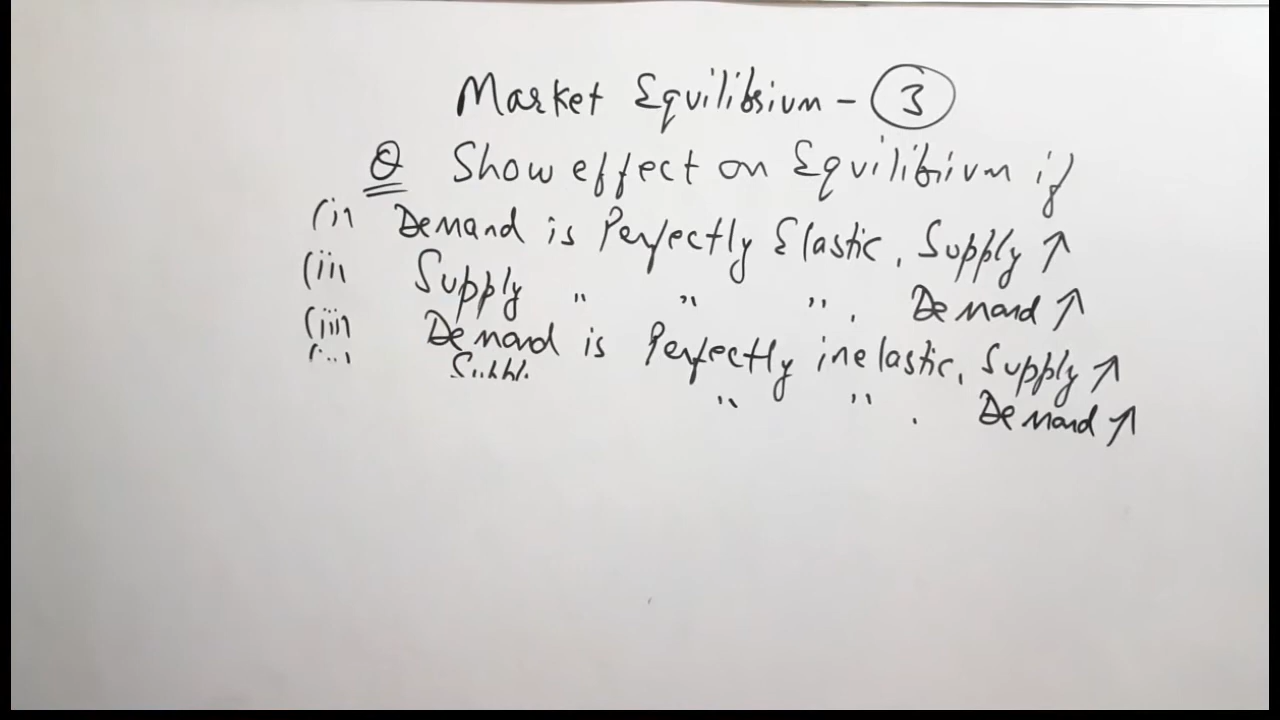 Market Equilibrium - 3
Q Show effect on Equilibrium if
(i) Demand is Perfectly Elastic, Supply ↑
(ii) Supply " " ", Demand ↑
(iii) Demand is Perfectly inelastic, Supply ↑
" " . Demand ↑